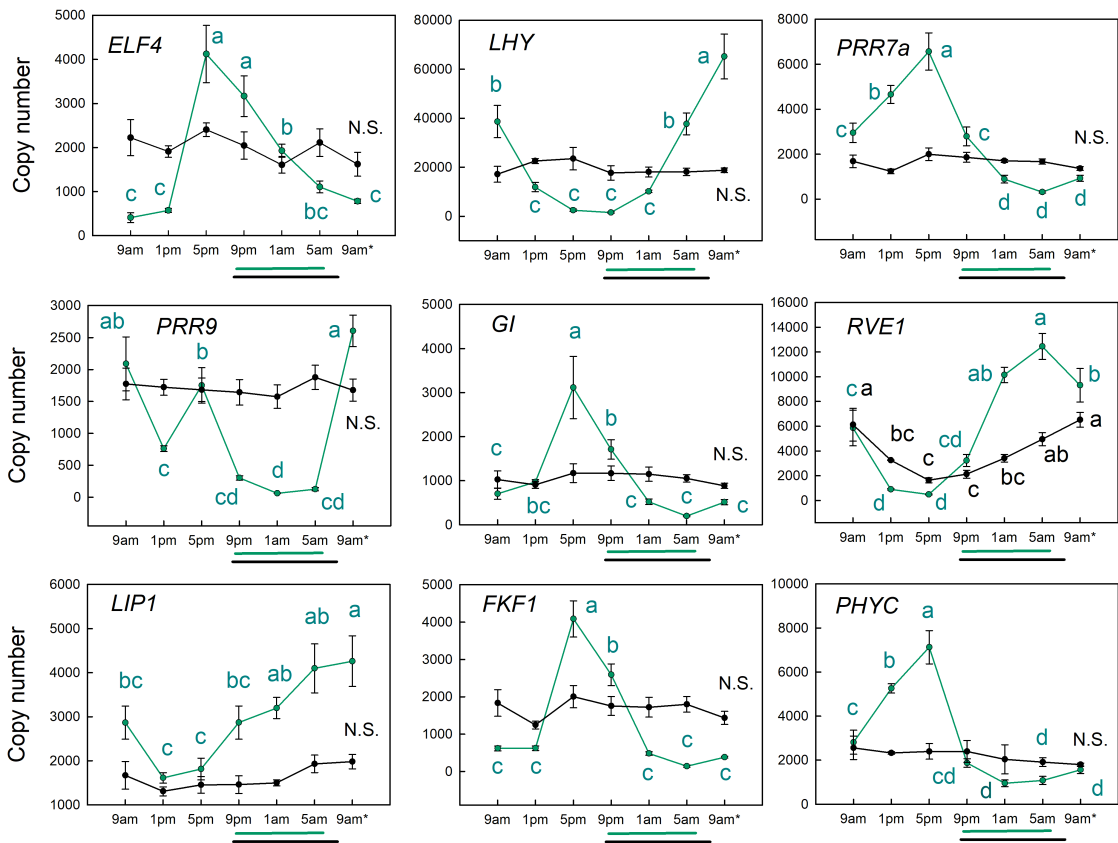 Copy number
ELF4
5000
4000
3000
2000
1000
0
c
c
a
a
b
bc
c
N.S.
9am 1pm 5pm 9pm 1am 5am 9am*
LHY
80000
60000
40000
20000
0
b
c
c
c
c
b
a
N.S.
9am 1pm 5pm 9pm 1am 5am 9am*
PRR7a
8000
6000
4000
2000
0
c
b
a
c
d
d
d
N.S.
9am 1pm 5pm 9pm 1am 5am 9am*
Copy number
PRR9
3000
2500
2000
1500
1000
500
0
ab
c
b
cd
d
cd
a
N.S.
9am 1pm 5pm 9pm 1am 5am 9am*
GI
5000
4000
3000
2000
1000
0
c
bc
a
b
c
c
c
N.S.
9am 1pm 5pm 9pm 1am 5am 9am*
RVE1
16000
14000
12000
10000
8000
6000
4000
2000
0
c a
bc
c
cd
ab
a
b
d
d
c
bc
ab
a
9am 1pm 5pm 9pm 1am 5am 9am*
Copy number
LIP1
6000
5000
4000
3000
2000
1000
bc
c
c
bc
ab
ab
a
N.S.
9am 1pm 5pm 9pm 1am 5am 9am*
FKF1
5000
4000
3000
2000
1000
0
c
c
a
b
c
c
c
N.S.
9am 1pm 5pm 9pm 1am 5am 9am*
PHYC
10000
8000
6000
4000
2000
0
c
b
a
cd
d
d
d
N.S.
9am 1pm 5pm 9pm 1am 5am 9am*